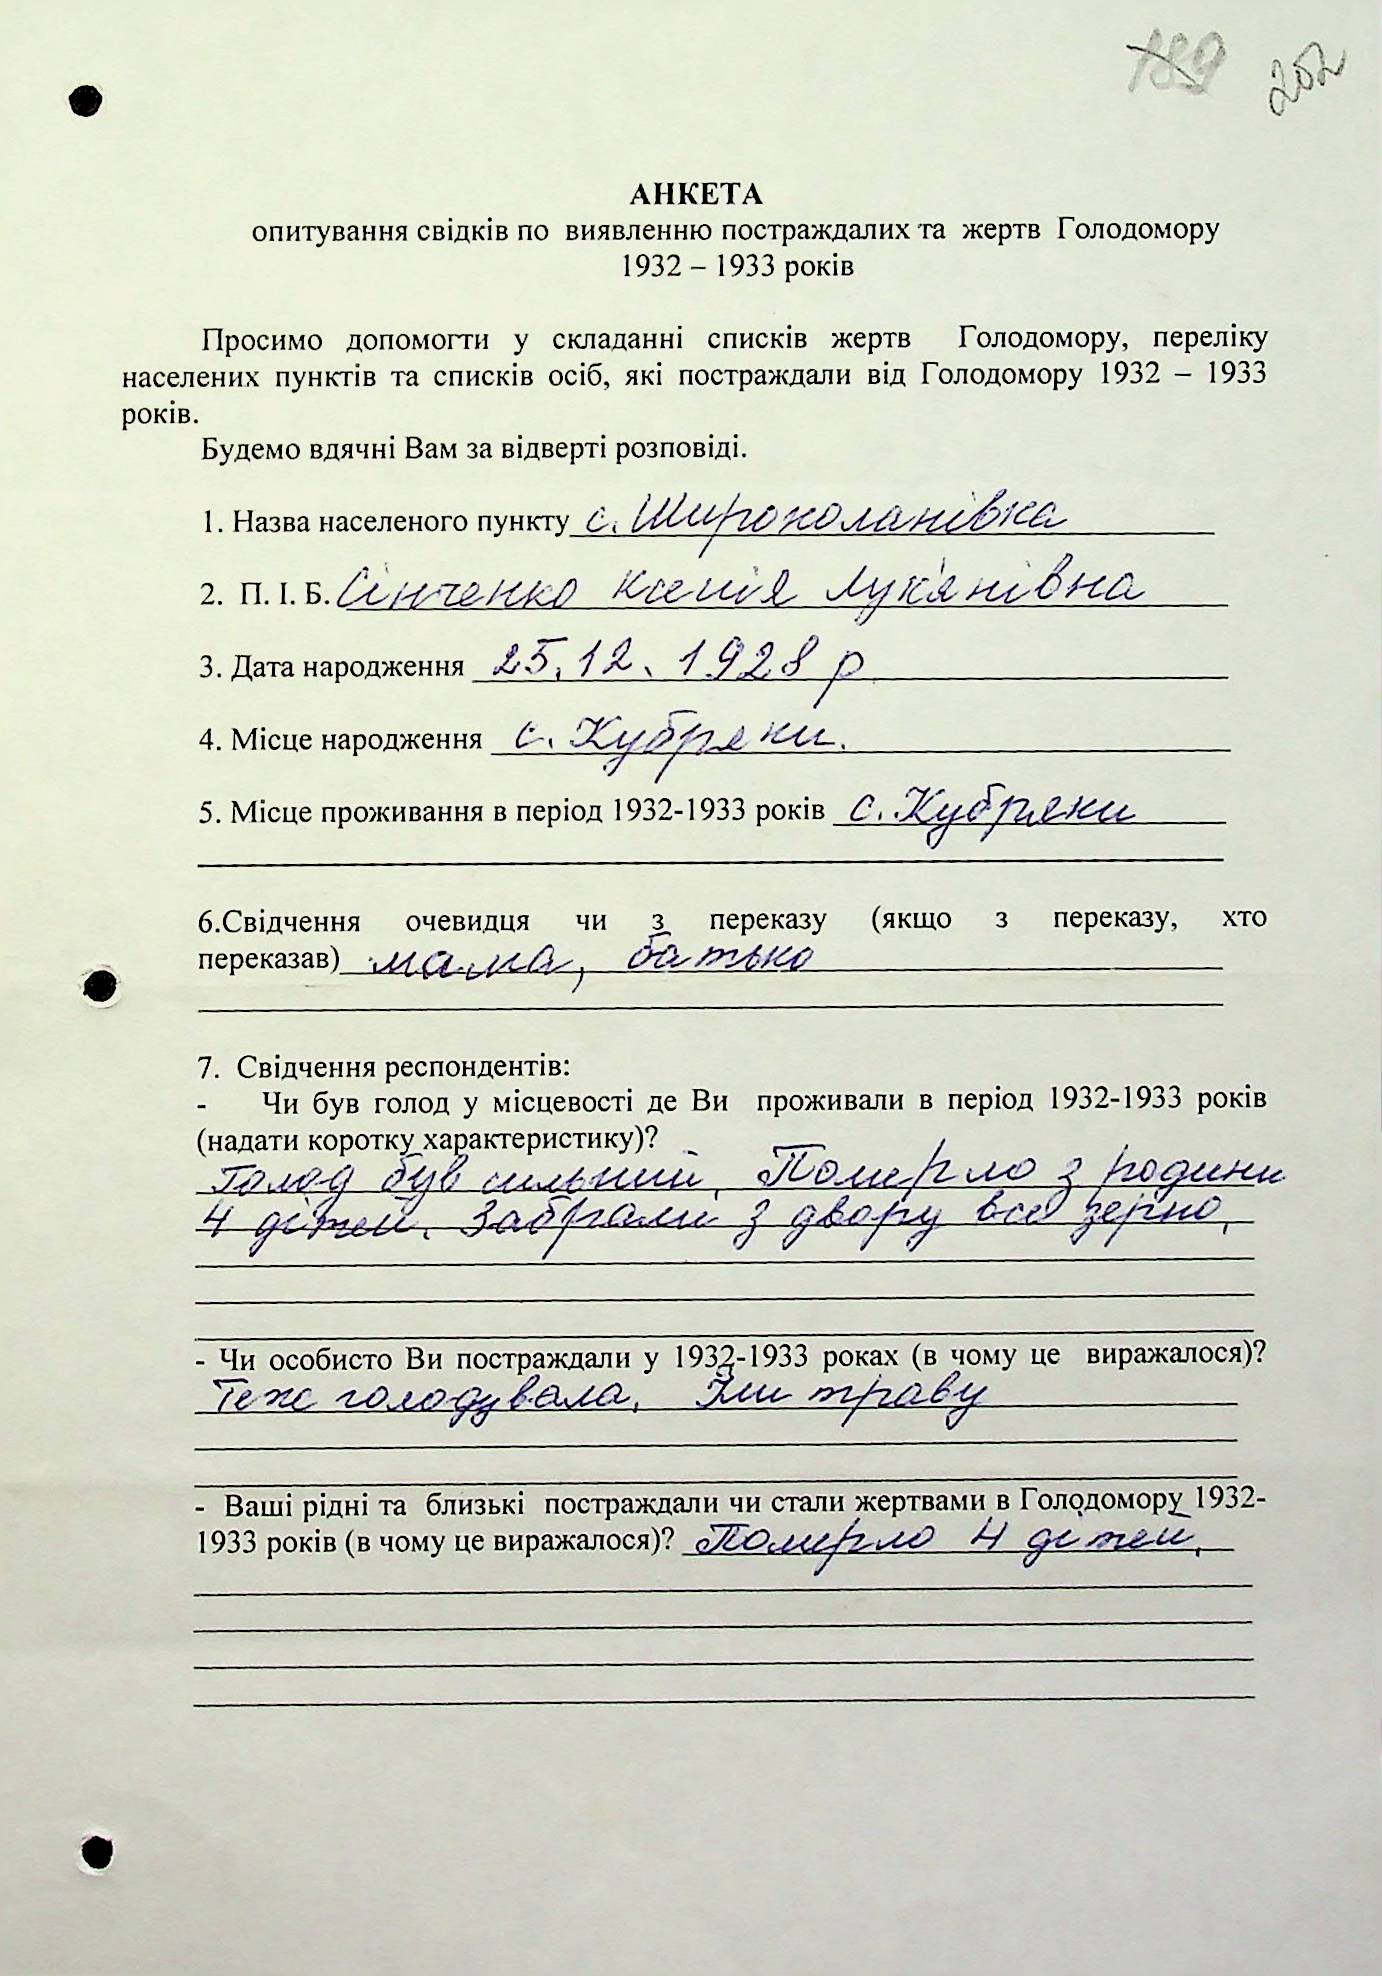 189 202
АНКЕТА
опитування свідків по виявленню постраждалих та жертв Голодомору
1932 – 1933 років
Просимо допомогти у складанні списків жертв Голодомору, переліку
населених пунктів та списків осіб, які постраждали від Голодомору 1932 – 1933
років.
Будемо вдячні Вам за відверті розповіді.
1. Назва населеного пункту с. Широколанівка
2. П. І. Б. Сінченко Ксенія Лук'янівна
3. Дата народження 25.12.1928 р.
4. Місце народження с. Кубряки.
5. Місце проживання в період 1932-1933 років с. Кубряки
6.Свідчення очевидця чи з переказу (якщо з переказу, хто
переказав) мама, батько
7. Свідчення респондентів:
- Чи був голод у місцевості де Ви проживали в період 1932-1933 років
(надати коротку характеристику)?
Голод був сильний. Померло з родини
4 дітей. Забрали з двору все зерно.
- Чи особисто Ви постраждали у 1932-1933 роках (в чому це виражалося)?
Теж голодувала. Їли траву
- Ваші рідні та близькі постраждали чи стали жертвами в Голодомору 1932-
1933 років (в чому це виражалося)? Померло 4 дітей.